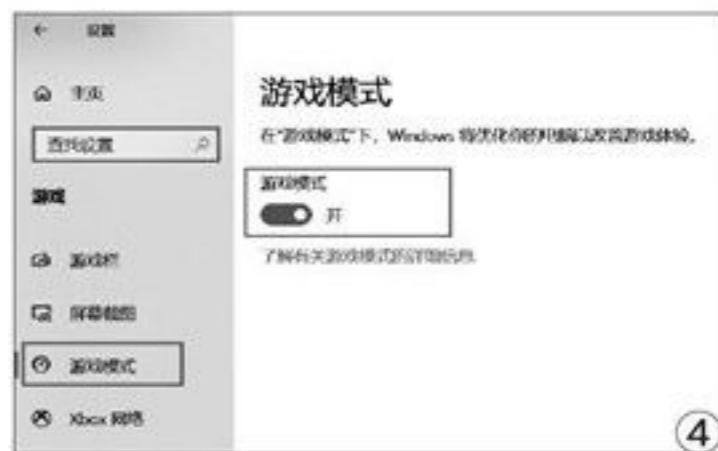 设置
主页
查找设置
游戏
游戏栏
屏幕截图
游戏模式
Xbox 网络
游戏模式
在"游戏模式"下，Windows 将优化你的电脑以改善游戏体验。
游戏模式
开
了解有关游戏模式的详细信息
④